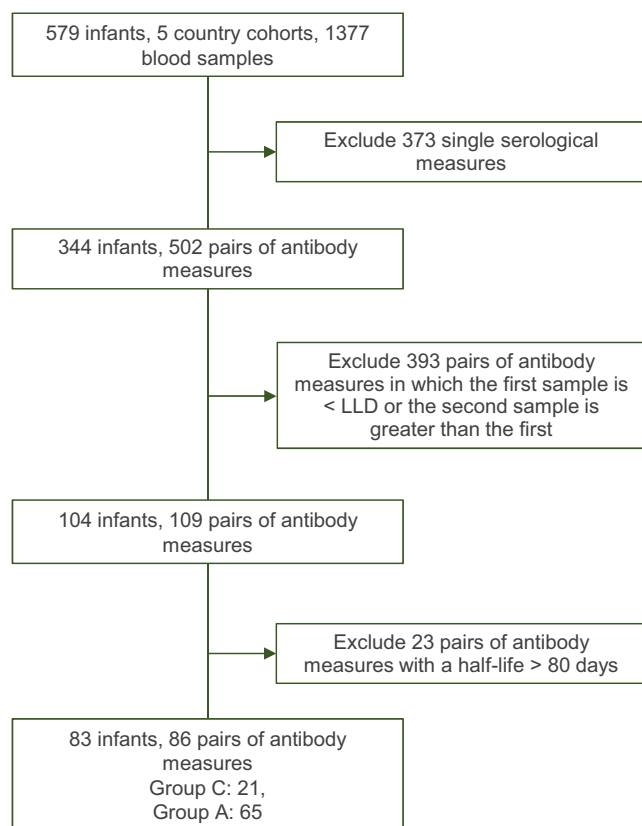 579 infants, 5 country cohorts, 1377
blood samples
Exclude 373 single serological
measures
344 infants, 502 pairs of antibody
measures
Exclude 393 pairs of antibody
measures in which the first sample is
< LLD or the second sample is
greater than the first
104 infants, 109 pairs of antibody
measures
Exclude 23 pairs of antibody
measures with a half-life > 80 days
83 infants, 86 pairs of antibody
measures
Group C: 21,
Group A: 65